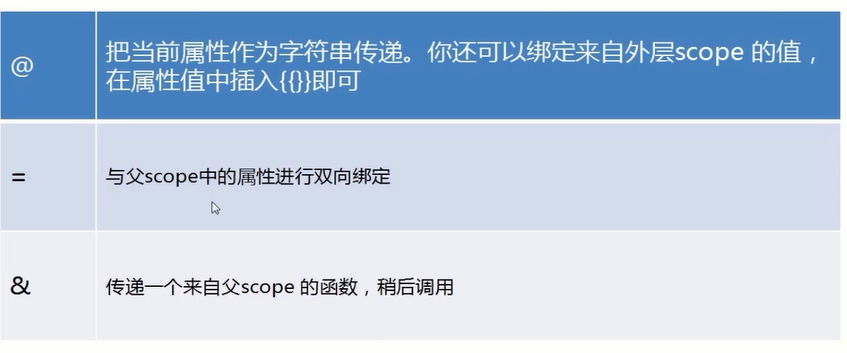 @
把当前属性作为字符串传递。你还可以绑定来自外层scope 的值，
在属性值中插入{{}}即可
=
与父scope中的属性进行双向绑定
&
传递一个来自父scope 的函数，稍后调用